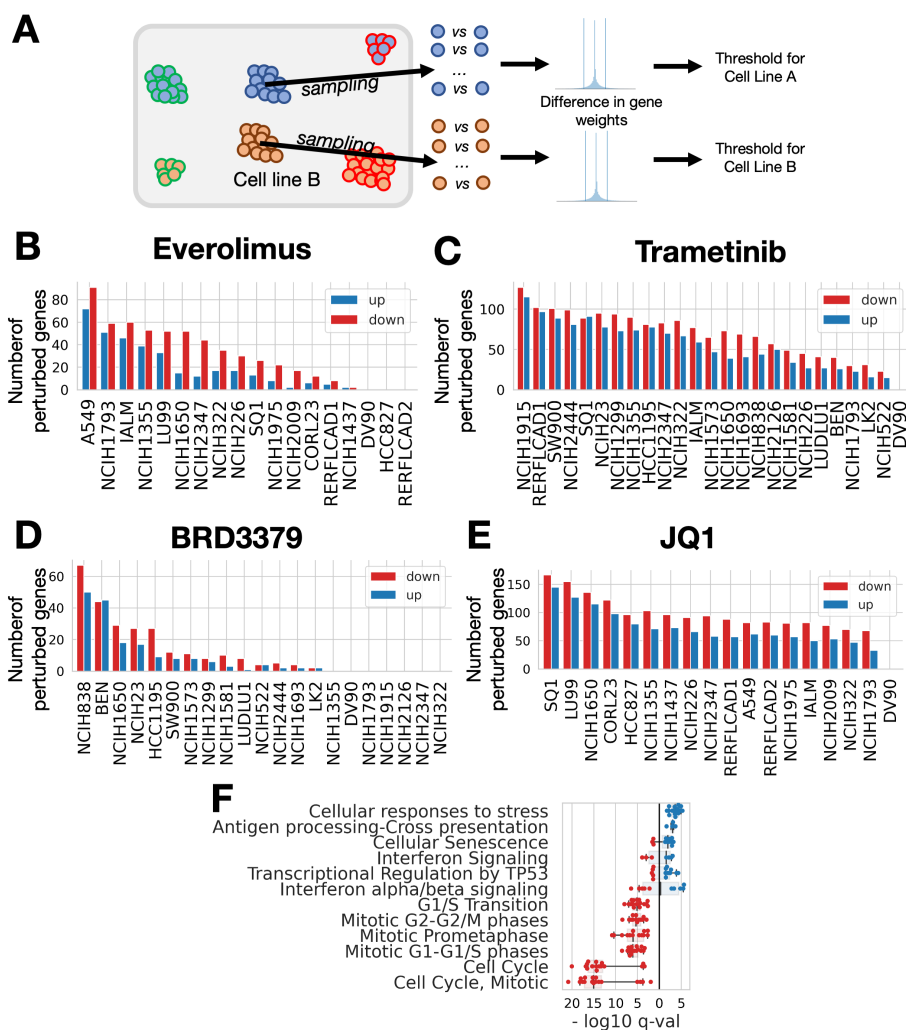 A
sampling
sampling
Cell line B
vs
vs
...
vs
vs
vs
...
vs
Difference in gene
weights
Threshold for
Cell Line A
Threshold for
Cell Line B
B
Everolimus
Numberof
perturbed genes
80
60
40
20
0
up
down
A549
NCIH1793
IALM
NCIH1355
LU99
NCIH1650
NCIH2347
NCIH322
NCIH226
SQ1
NCIH1975
NCIH2009
CORL23
RERFLCAD1
NCIH1437
DV90
HCC827
RERFLCAD2
C
Trametinib
Numberof
perturbed genes
100
50
0
down
up
NCIH1915
RERFLCAD1
SW900
NCIH2444
SQ1
NCIH23
NCIH1299
NCIH1355
HCC1195
NCIH2347
NCIH322
IALM
NCIH1573
NCIH1650
NCIH1693
NCIH838
NCIH2126
NCIH1581
NCIH226
LUDLU1
BEN
NCIH1793
LK2
NCIH522
DV90
D
BRD3379
Numberof
perturbed genes
60
40
20
0
down
up
NCIH838
BEN
NCIH1650
NCIH23
HCC1195
SW900
NCIH1573
NCIH1299
NCIH1581
LUDLU1
NCIH522
NCIH2444
NCIH1693
LK2
NCIH1355
DV90
NCIH1793
NCIH1915
NCIH2126
NCIH2347
NCIH322
E
JQ1
Numberof
perturbed genes
150
100
50
0
down
up
SQ1
LU99
NCIH1650
CORL23
HCC827
NCIH1355
NCIH1437
NCIH226
NCIH2347
RERFLCAD1
A549
RERFLCAD2
NCIH1975
IALM
NCIH2009
NCIH322
NCIH1793
DV90
F
Cellular responses to stress
Antigen processing-Cross presentation
Cellular Senescence
Interferon Signaling
Transcriptional Regulation by TP53
Interferon alpha/beta signaling
G1/S Transition
Mitotic G2-G2/M phases
Mitotic Prometaphase
Mitotic G1-G1/S phases
Cell Cycle
Cell Cycle, Mitotic
20 15 10 5 0 5
- log10 q-val